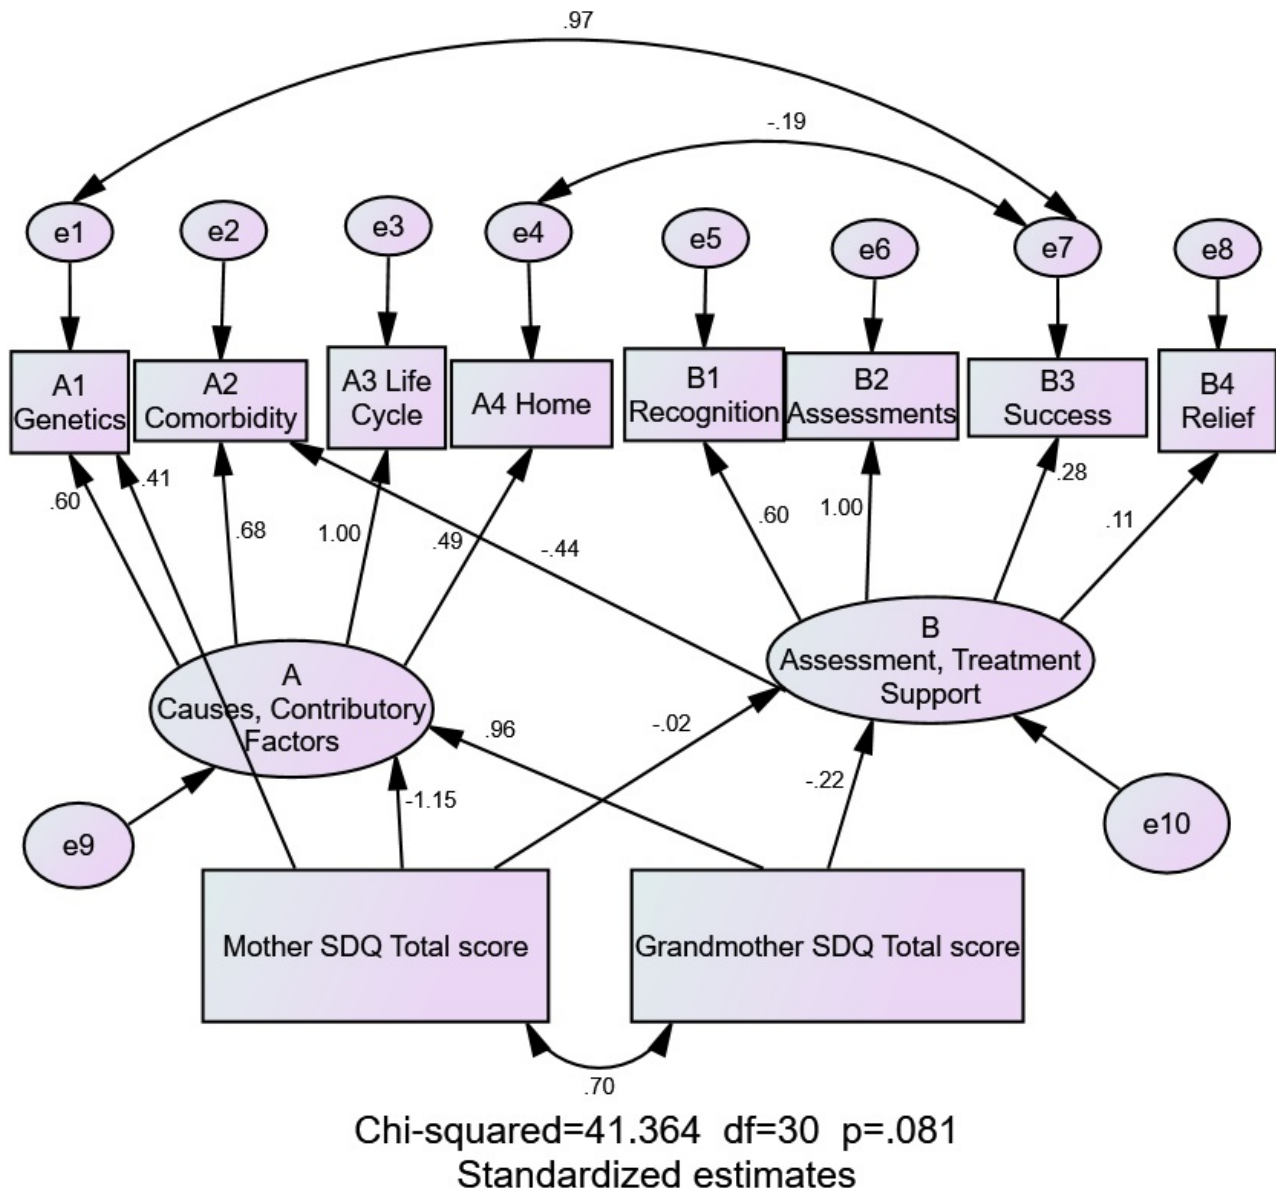 .97
-.19
e1
e2
e3
e4
e5
e6
e7
e8
A1
Genetics
A2
Comorbidity
A3 Life
Cycle
A4 Home
B1
Recognition
B2
Assessments
B3
Success
B4
Relief
.60
.41
.68
1.00
.49
-.44
.60
1.00
.28
.11
A
Causes, Contributory
Factors
B
Assessment, Treatment
Support
.96
-1.15
-.02
-.22
e9
e10
Mother SDQ Total score
Grandmother SDQ Total score
.70
Chi-squared=41.364 df=30 p=.081
Standardized estimates